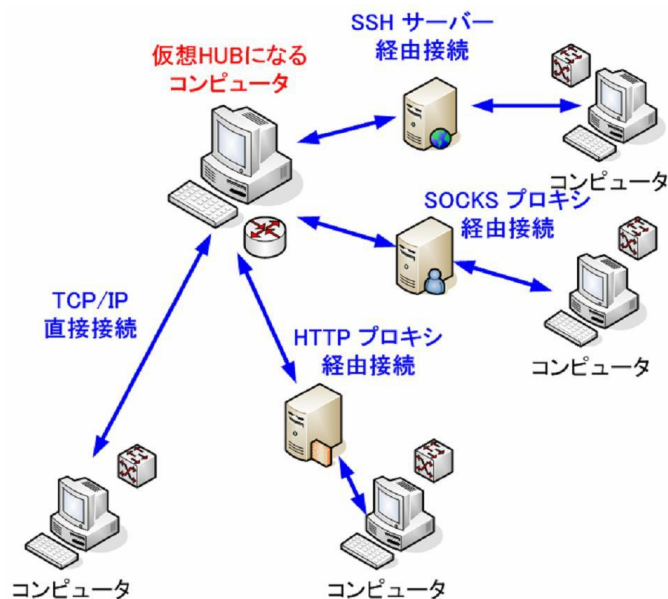 SSH サーバー
経由接続
仮想HUBになる
コンピュータ
コンピュータ
SOCKS プロキシ
経由接続
TCP/IP
直接接続
HTTP プロキシ
経由接続
コンピュータ
コンピュータ
コンピュータ